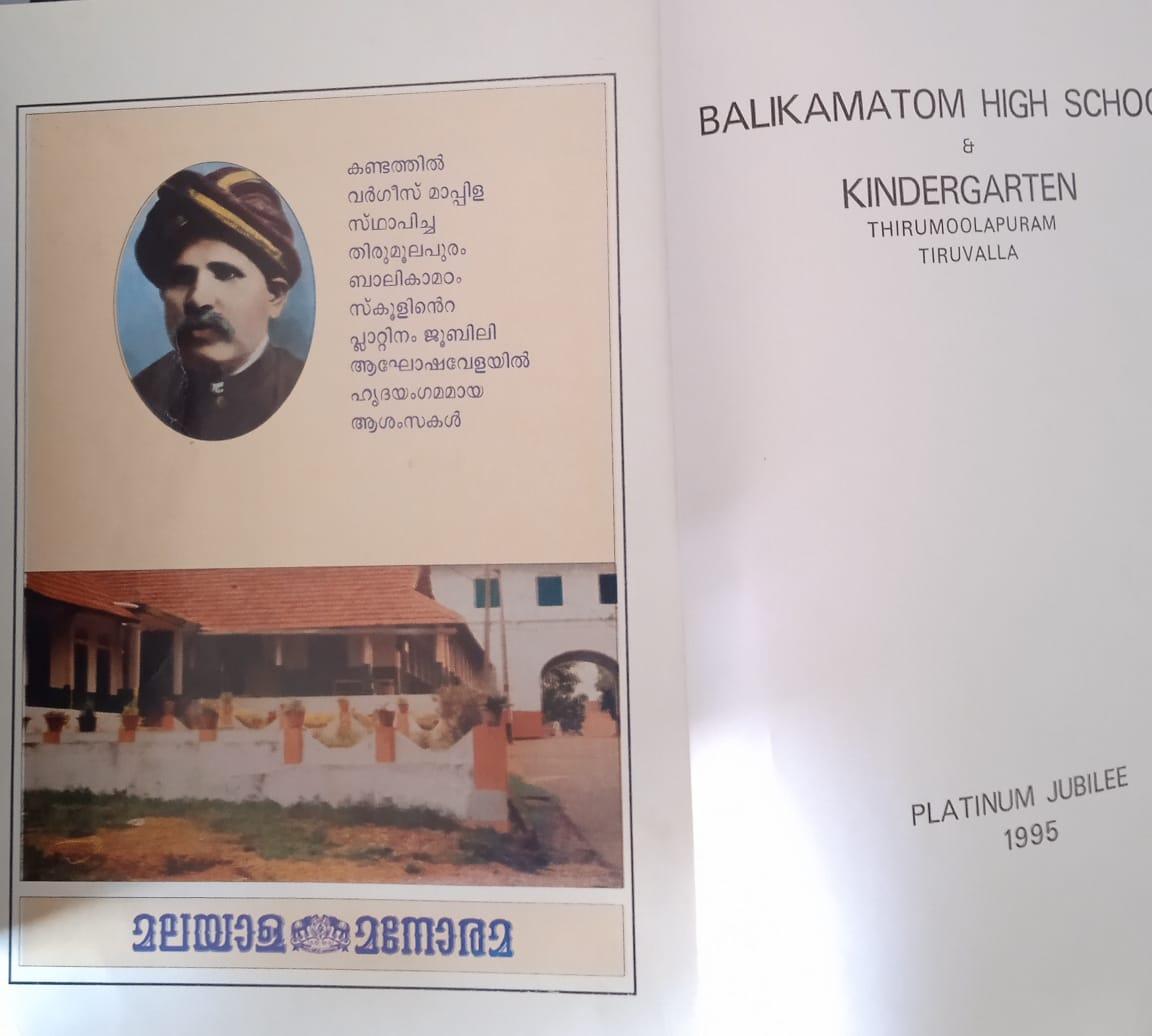 കണ്ടത്തിൽ
വർഗീസ് മാപ്പിള
സ്ഥാപിച്ച
തിരുമൂലപുരം
ബാലികാമഠം
സ്കൂളിൻെറ
പ്ലാറ്റിനം ജൂബിലി
ആഘോഷവേളയിൽ
ഹൃദയംഗമമായ
ആശംസകൾ
മലയാള മനോരമ
BALIKAMATOM HIGH SCHOO
&
KINDERGARTEN
THIRUMOOLAPURAM
TIRUVALLA
PLATINUM JUBILEE
1995